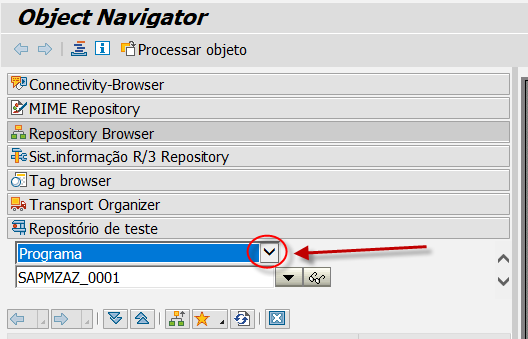 Object Navigator
Processar objeto
Connectivity-Browser
MIME Repository
Repository Browser
Sist.informação R/3 Repository
Tag browser
Transport Organizer
Repositório de teste
Programa
SAPMZAZ_0001